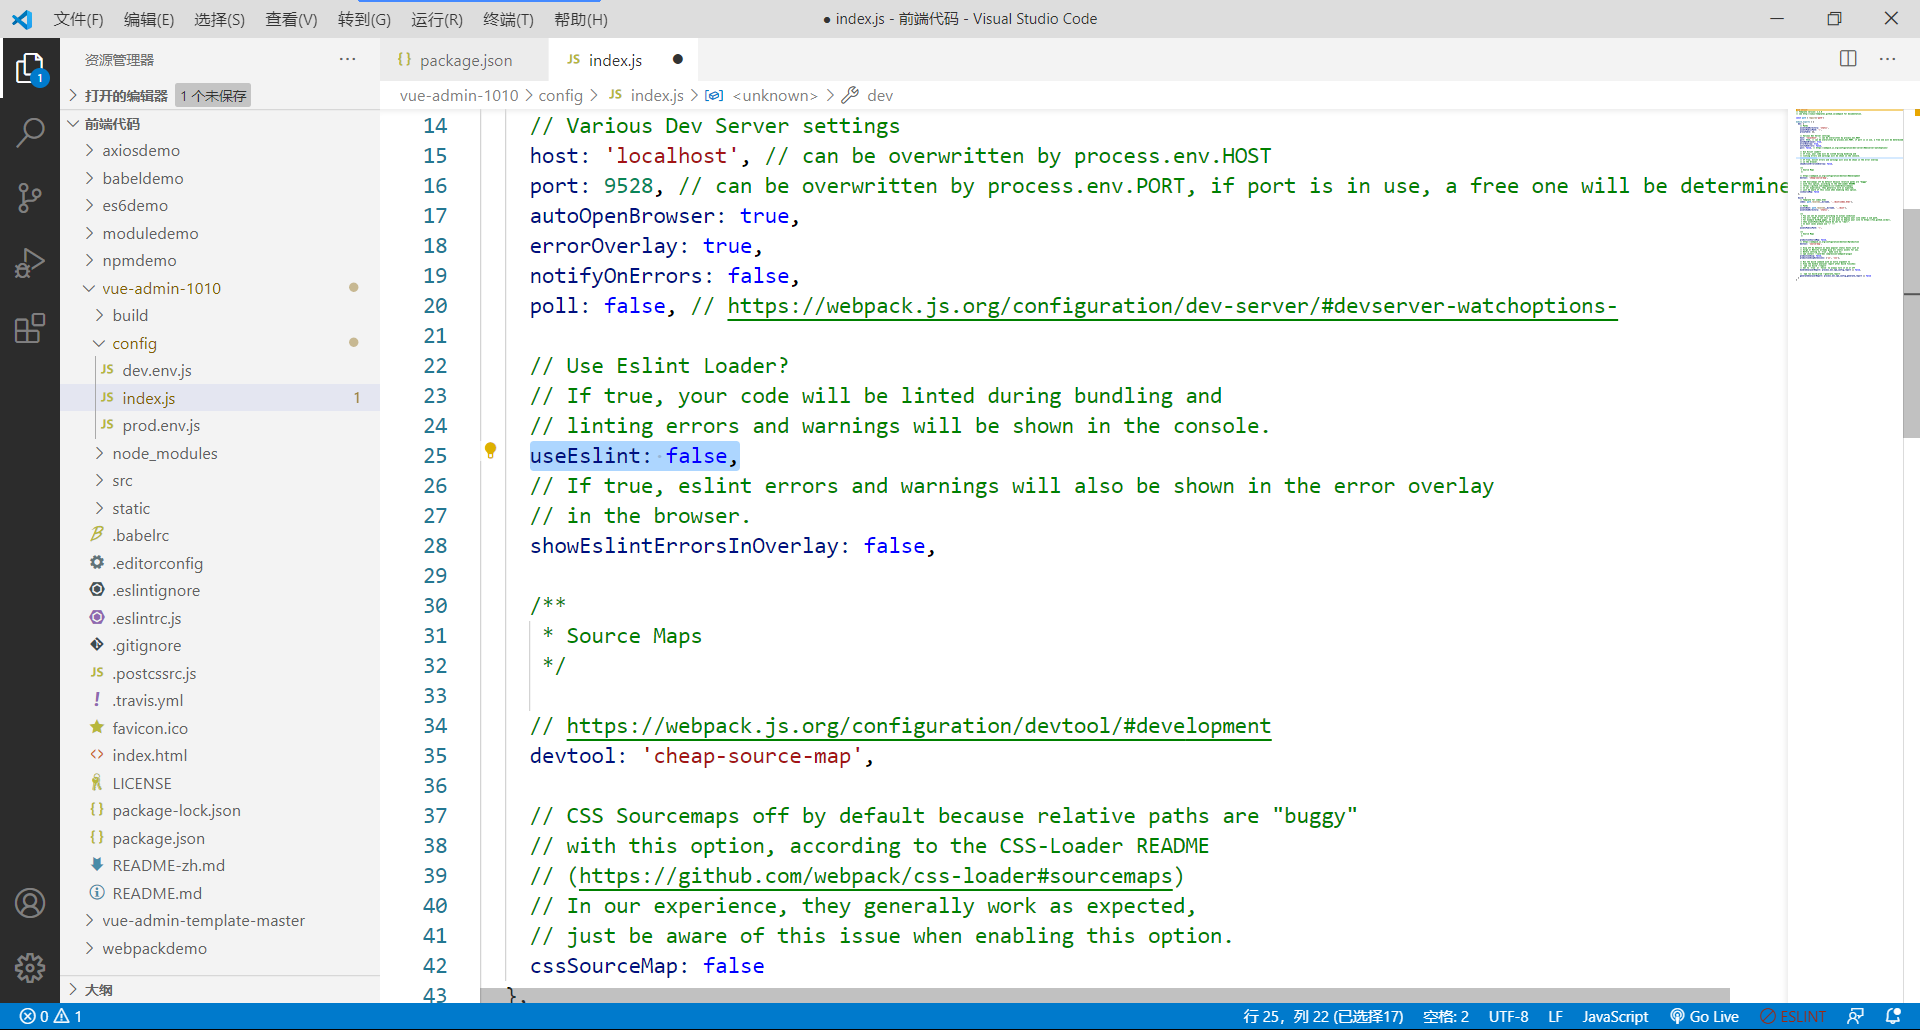 文件(F) 编辑(E) 选择(S) 查看(V) 转到(G) 运行(R) 终端(T) 帮助(H) ● index.js - 前端代码 - Visual Studio Code
资源管理器 ···
打开的编辑器 1 个未保存
前端代码
axiosdemo
babeldemo
es6demo
moduledemo
npmdemo
vue-admin-1010
build
config
JS dev.env.js
JS index.js 1
JS prod.env.js
node_modules
src
static
.babelrc
.editorconfig
.eslintignore
.eslintrc.js
.gitignore
JS .postcssrc.js
! .travis.yml
favicon.ico
<> index.html
LICENSE
{} package-lock.json
{} package.json
README-zh.md
README.md
vue-admin-template-master
webpackdemo
大纲
1
{} package.json JS index.js ●
vue-admin-1010 > config > JS index.js > <unknown> > dev
14 // Various Dev Server settings
15 host: 'localhost', // can be overwritten by process.env.HOST
16 port: 9528, // can be overwritten by process.env.PORT, if port is in use, a free one will be determine
17 autoOpenBrowser: true,
18 errorOverlay: true,
19 notifyOnErrors: false,
20 poll: false, // https://webpack.js.org/configuration/dev-server/#devserver-watchoptions-
21
22 // Use Eslint Loader?
23 // If true, your code will be linted during bundling and
24 // linting errors and warnings will be shown in the console.
25 useEslint: false,
26 // If true, eslint errors and warnings will also be shown in the error overlay
27 // in the browser.
28 showEslintErrorsInOverlay: false,
29
30 /**
31 * Source Maps
32 */
33
34 // https://webpack.js.org/configuration/devtool/#development
35 devtool: 'cheap-source-map',
36
37 // CSS Sourcemaps off by default because relative paths are "buggy"
38 // with this option, according to the CSS-Loader README
39 // (https://github.com/webpack/css-loader#sourcemaps)
40 // In our experience, they generally work as expected,
41 // just be aware of this issue when enabling this option.
42 cssSourceMap: false
43 },
0 1 行 25，列 22 (已选择17) 空格: 2 UTF-8 LF JavaScript Go Live ESLINT